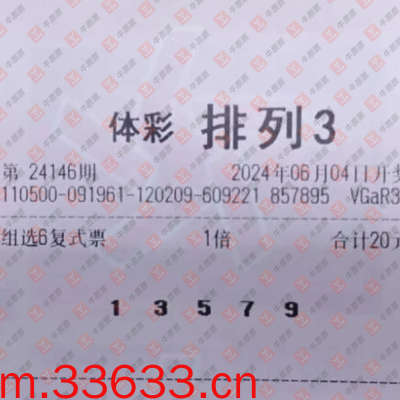 体彩 排列3
第 24146期 2024年06月04日开
110500-091961-120209-609221 857895 VGaR3
组选6复式票 1倍 合计20元
1 3 5 7 9
m.33633.cn